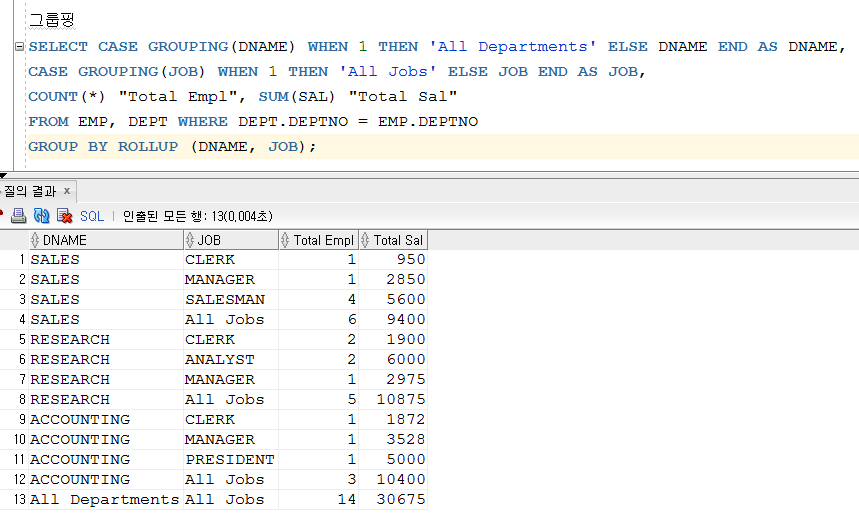 그룹핑
SELECT CASE GROUPING(DNAME) WHEN 1 THEN 'All Departments' ELSE DNAME END AS DNAME,
CASE GROUPING(JOB) WHEN 1 THEN 'All Jobs' ELSE JOB END AS JOB,
COUNT(*) "Total Empl", SUM(SAL) "Total Sal"
FROM EMP, DEPT WHERE DEPT.DEPTNO = EMP.DEPTNO
GROUP BY ROLLUP (DNAME, JOB);
질의 결과 x
SQL | 인출된 모든 행: 13(0,004초)
DNAME JOB Total Empl Total Sal
1 SALES CLERK 1 950
2 SALES MANAGER 1 2850
3 SALES SALESMAN 4 5600
4 SALES All Jobs 6 9400
5 RESEARCH CLERK 2 1900
6 RESEARCH ANALYST 2 6000
7 RESEARCH MANAGER 1 2975
8 RESEARCH All Jobs 5 10875
9 ACCOUNTING CLERK 1 1872
10 ACCOUNTING MANAGER 1 3528
11 ACCOUNTING PRESIDENT 1 5000
12 ACCOUNTING All Jobs 3 10400
13 All Departments All Jobs 14 30675